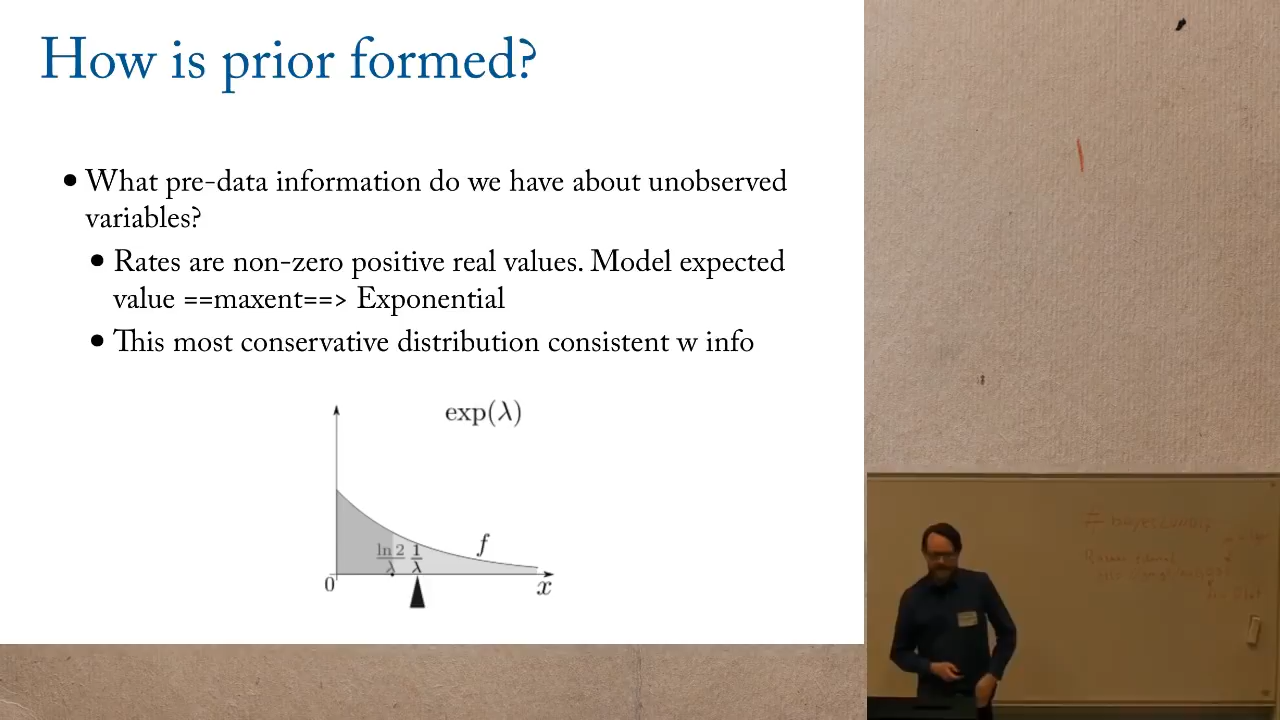 How is prior formed?
• What pre-data information do we have about unobserved
variables?
• Rates are non-zero positive real values. Model expected
value ==maxent==> Exponential
• This most conservative distribution consistent w info
exp(λ)
f
ln 2
λ
1
λ
0
x